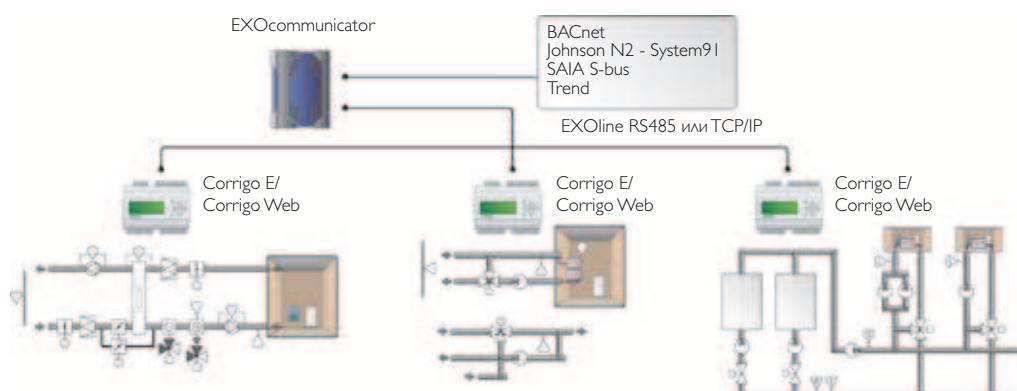 EXOcommunicator
BACnet
Johnson N2 - System91
SAIA S-bus
Trend
EXOline RS485 или TCP/IP
Corrigo E/
Corrigo Web
Corrigo E/
Corrigo Web
Corrigo E/
Corrigo Web